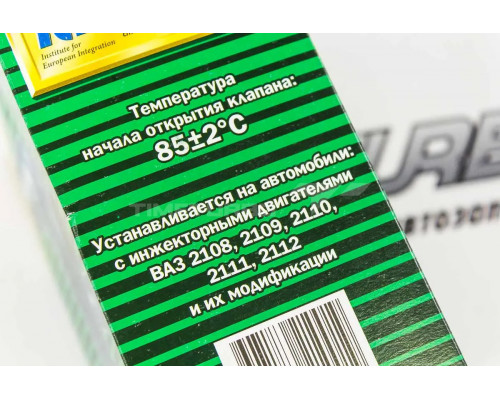 Institute for
European Integration
Температура
начала открытия клапана:
85±2°C
Устанавливается на автомобили:
с инжекторными двигателями
ВАЗ 2108, 2109, 2110,
2111, 2112
и их модификации